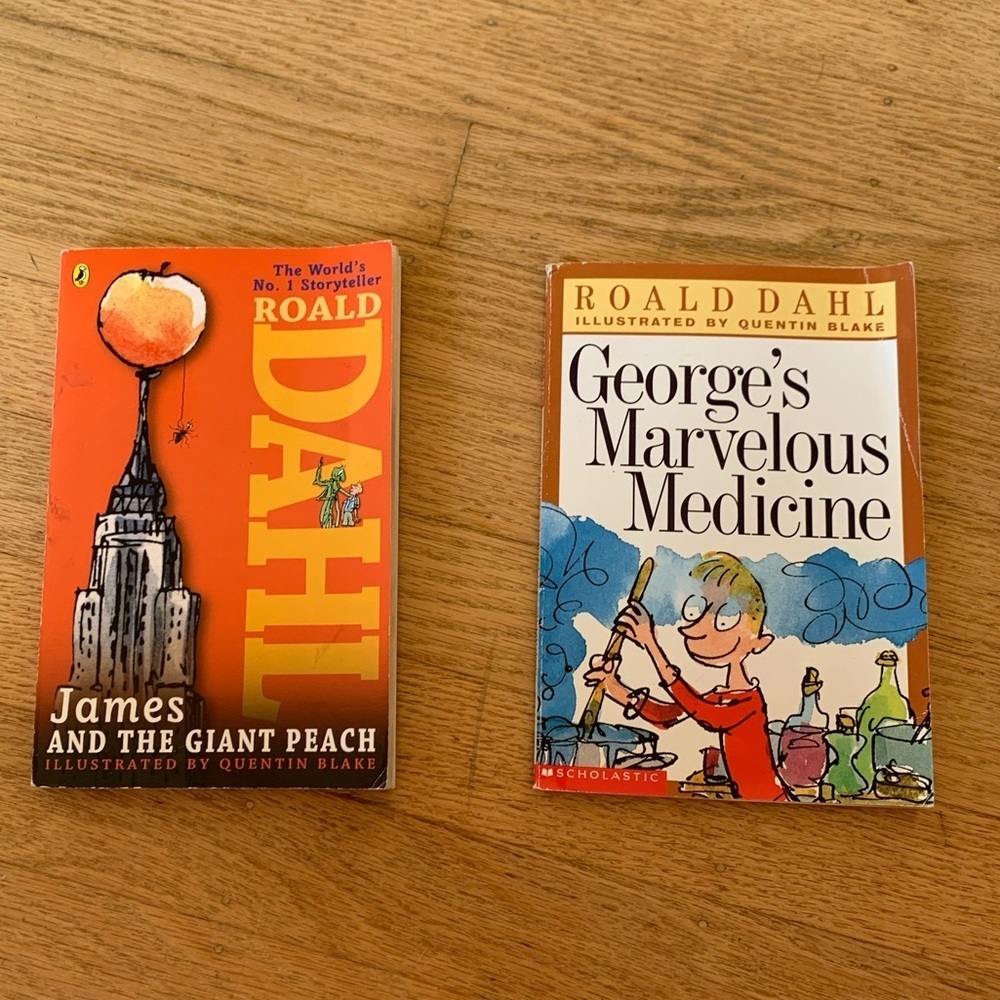 The World's
No. 1 Storyteller
ROALD
DAHL
James
AND THE GIANT PEACH
ILLUSTRATED BY QUENTIN BLAKE
ROALD DAHL
ILLUSTRATED BY QUENTIN BLAKE
George's
Marvelous
Medicine
SCHOLASTIC